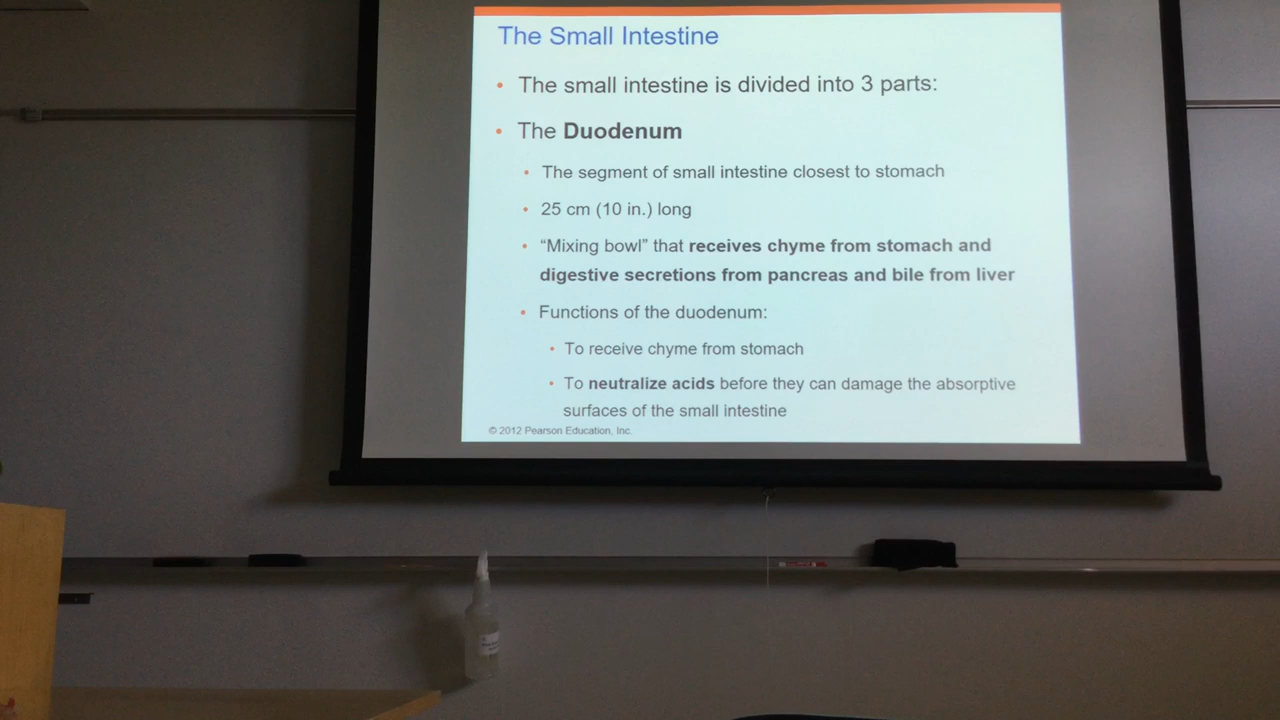 The Small Intestine
• The small intestine is divided into 3 parts:
• The Duodenum
• The segment of small intestine closest to stomach
• 25 cm (10 in.) long
• “Mixing bowl” that receives chyme from stomach and
digestive secretions from pancreas and bile from liver
• Functions of the duodenum:
• To receive chyme from stomach
• To neutralize acids before they can damage the absorptive
surfaces of the small intestine
© 2012 Pearson Education, Inc.